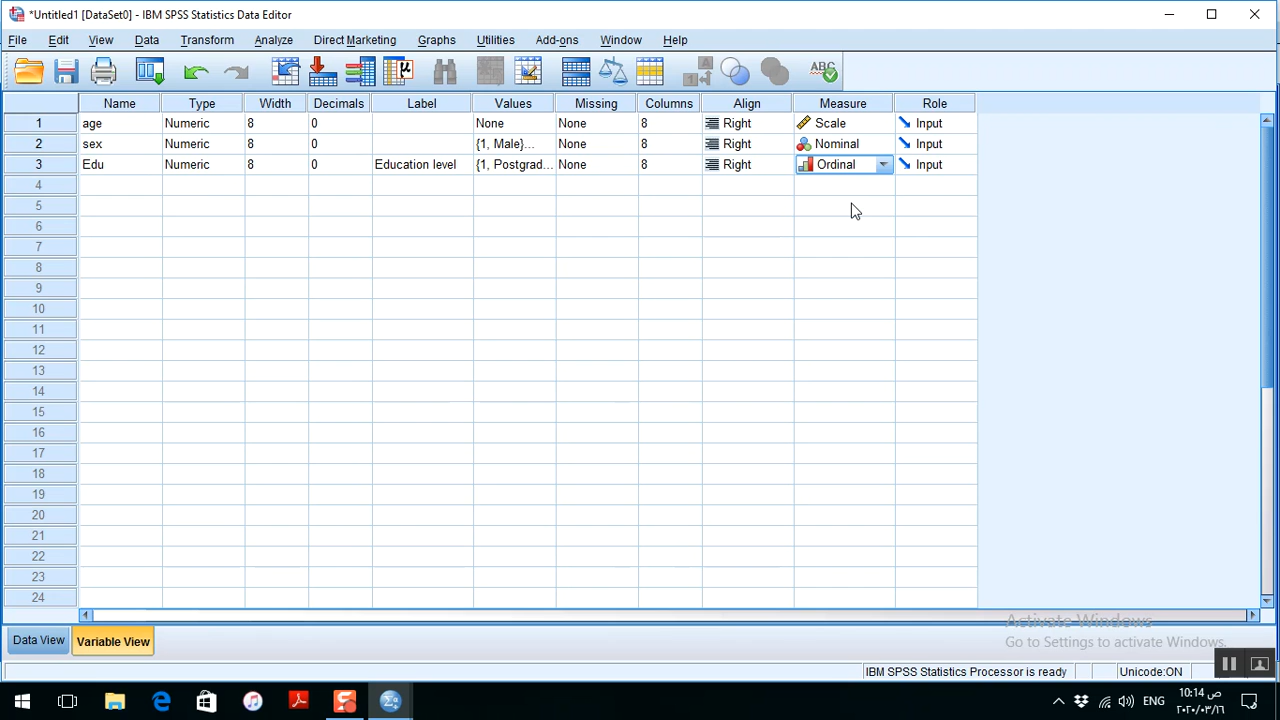 *Untitled1 [DataSet0] - IBM SPSS Statistics Data Editor
File Edit View Data Transform Analyze Direct Marketing Graphs Utilities Add-ons Window Help
Name Type Width Decimals Label Values Missing Columns Align Measure Role
1 age Numeric 8 0 None None 8 Right Scale Input
2 sex Numeric 8 0 {1, Male}... None 8 Right Nominal Input
3 Edu Numeric 8 0 Education level {1, Postgrad... None 8 Right Ordinal Input
4
5
6
7
8
9
10
11
12
13
14
15
16
17
18
19
20
21
22
23
24
Activate Windows
Go to Settings to activate Windows.
Data View Variable View
IBM SPSS Statistics Processor is ready Unicode:ON
ENG ص 10:14
٢٠٢٠/٠٣/١٦